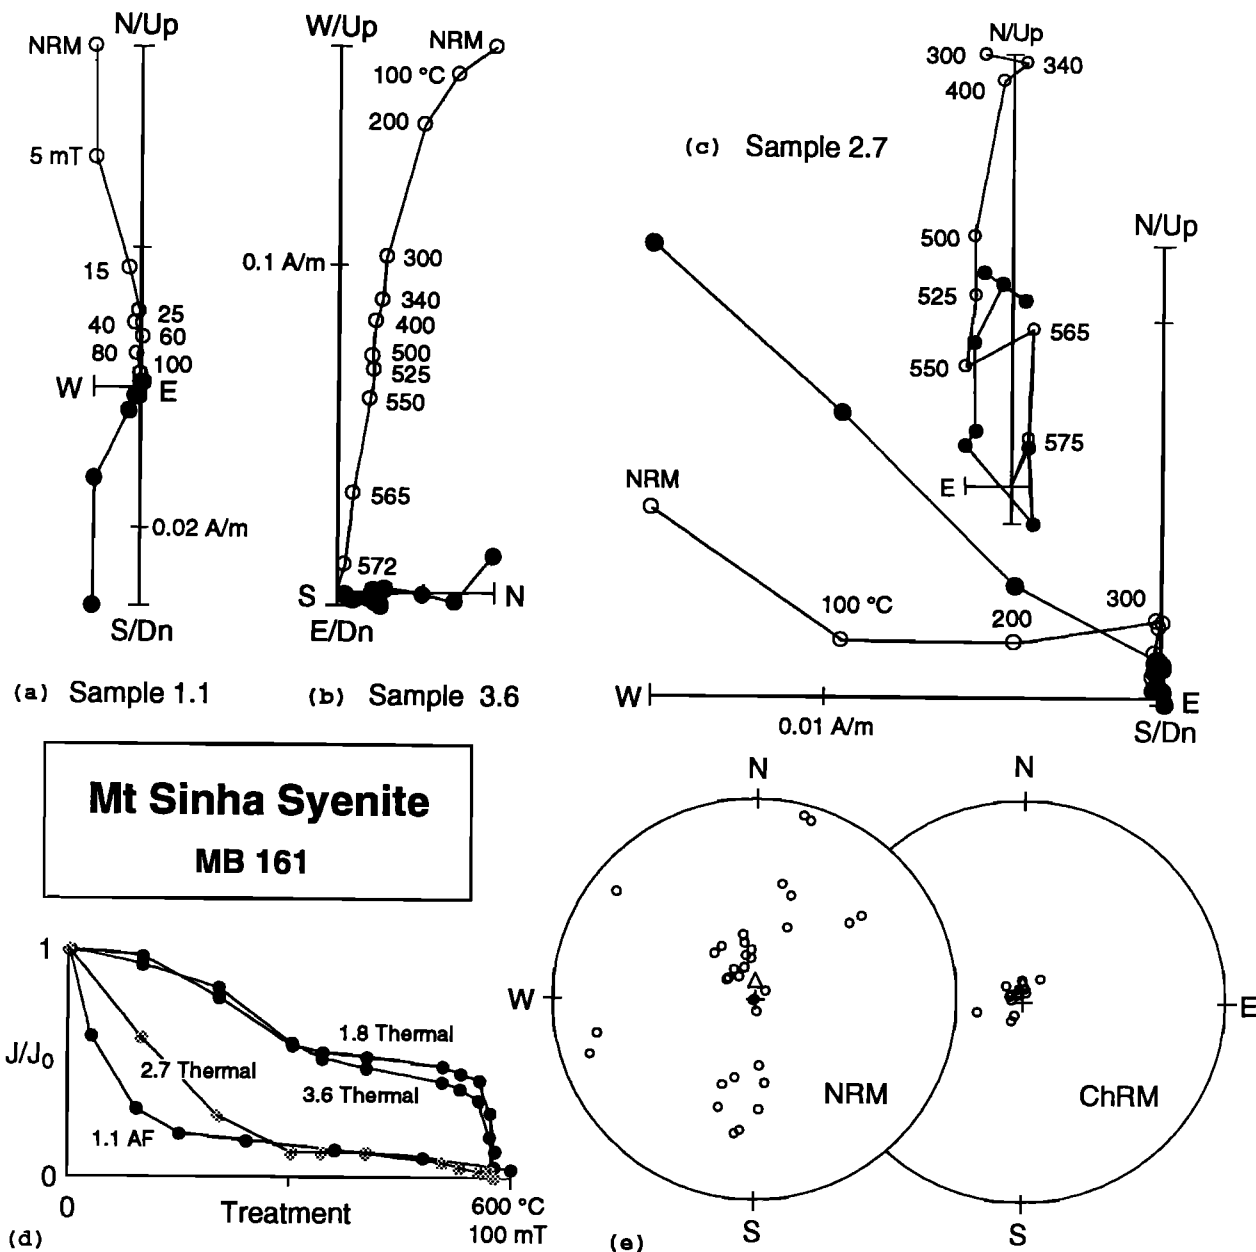 N/Up
NRM
5 mT
15
25
40
60
80
100
W
E
0.02 A/m
S/Dn
(a) Sample 1.1
W/Up
NRM
100 °C
200
0.1 A/m
300
340
400
500
525
550
565
572
S
N
E/Dn
(b) Sample 3.6
(c) Sample 2.7
N/Up
300
340
400
500
525
565
550
575
E
N/Up
NRM
100 °C
200
300
W
E
0.01 A/m
S/Dn
Mt Sinha Syenite
MB 161
1
J/J0
0
1.8 Thermal
2.7 Thermal
3.6 Thermal
1.1 AF
0
Treatment
600 °C
100 mT
(d)
N
W
NRM
S
N
E
ChRM
S
(e)